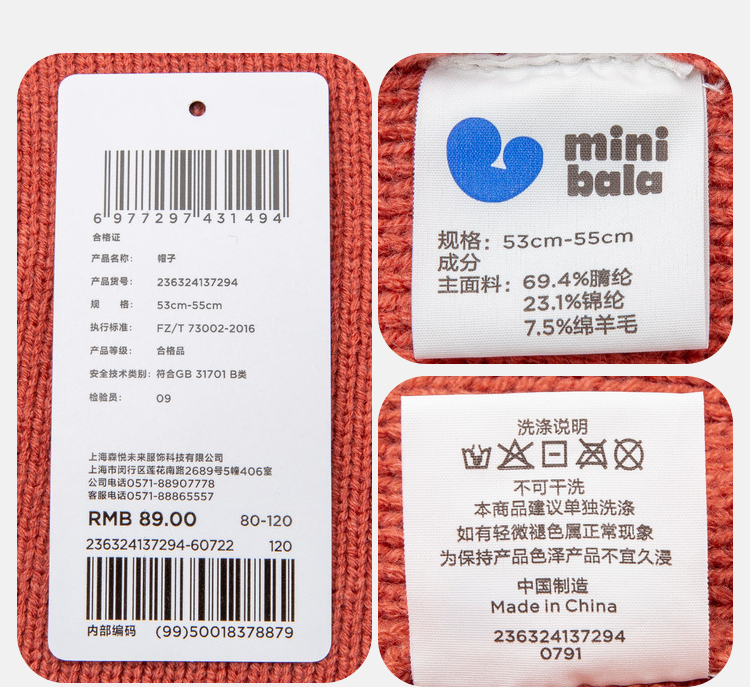 6 977297 431494
合格证
产品名称： 帽子
产品货号： 236324137294
规 格： 53cm-55cm
执行标准： FZ/T 73002-2016
产品等级： 合格品
安全技术类别：符合GB 31701 B类
检验员： 09
上海森悦未来服饰科技有限公司
上海市闵行区莲花南路2689号5幢406室
公司电话0571-88907778
客服电话0571-88865557
RMB 89.00 80-120
236324137294-60722 120
内部编码 (99)50018378879
mini
bala
规格：53cm-55cm
成分
主面料：69.4%腈纶
23.1%锦纶
7.5%绵羊毛
洗涤说明
不可干洗
本商品建议单独洗涤
如有轻微褪色属正常现象
为保持产品色泽产品不宜久浸
中国制造
Made in China
236324137294
0791